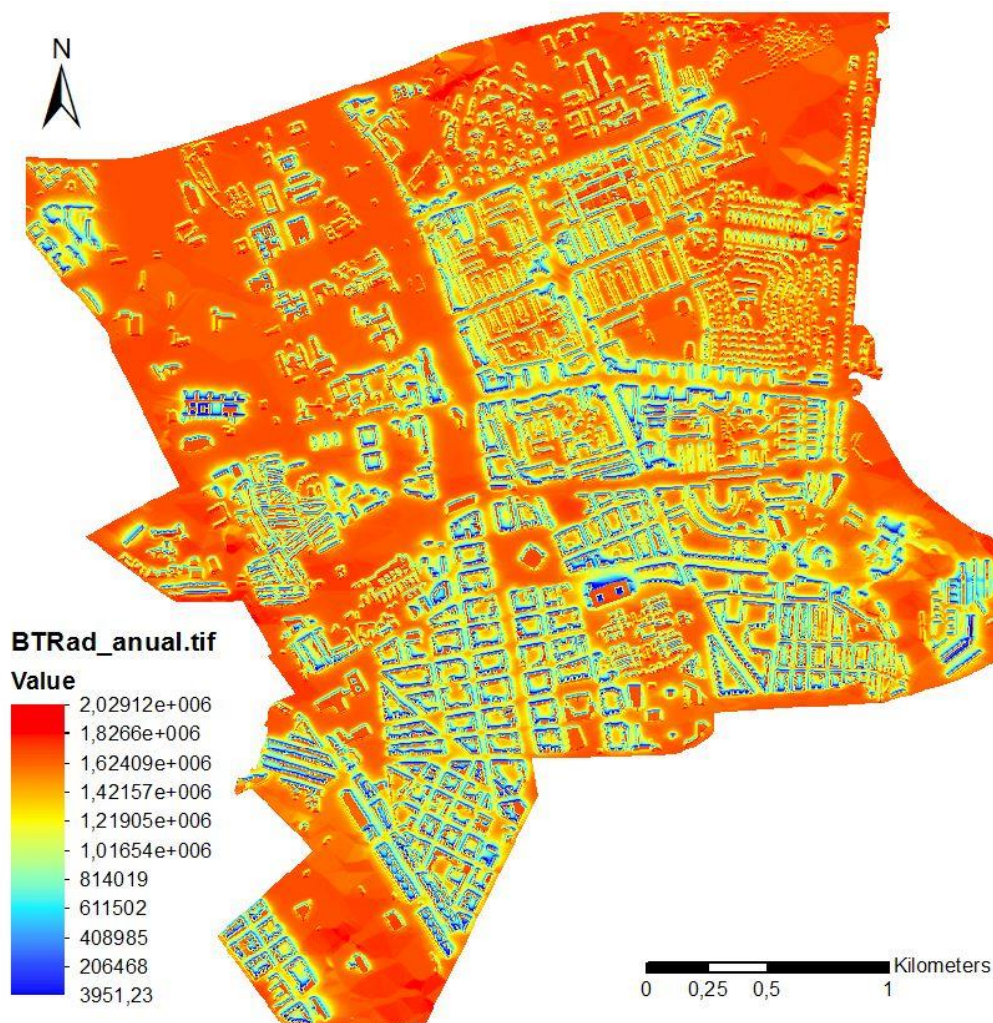 N
BTRad_anual.tif
Value
2,02912e+006
1,8266e+006
1,62409e+006
1,42157e+006
1,21905e+006
1,01654e+006
814019
611502
408985
206468
3951,23
Kilometers
0 0,25 0,5 1